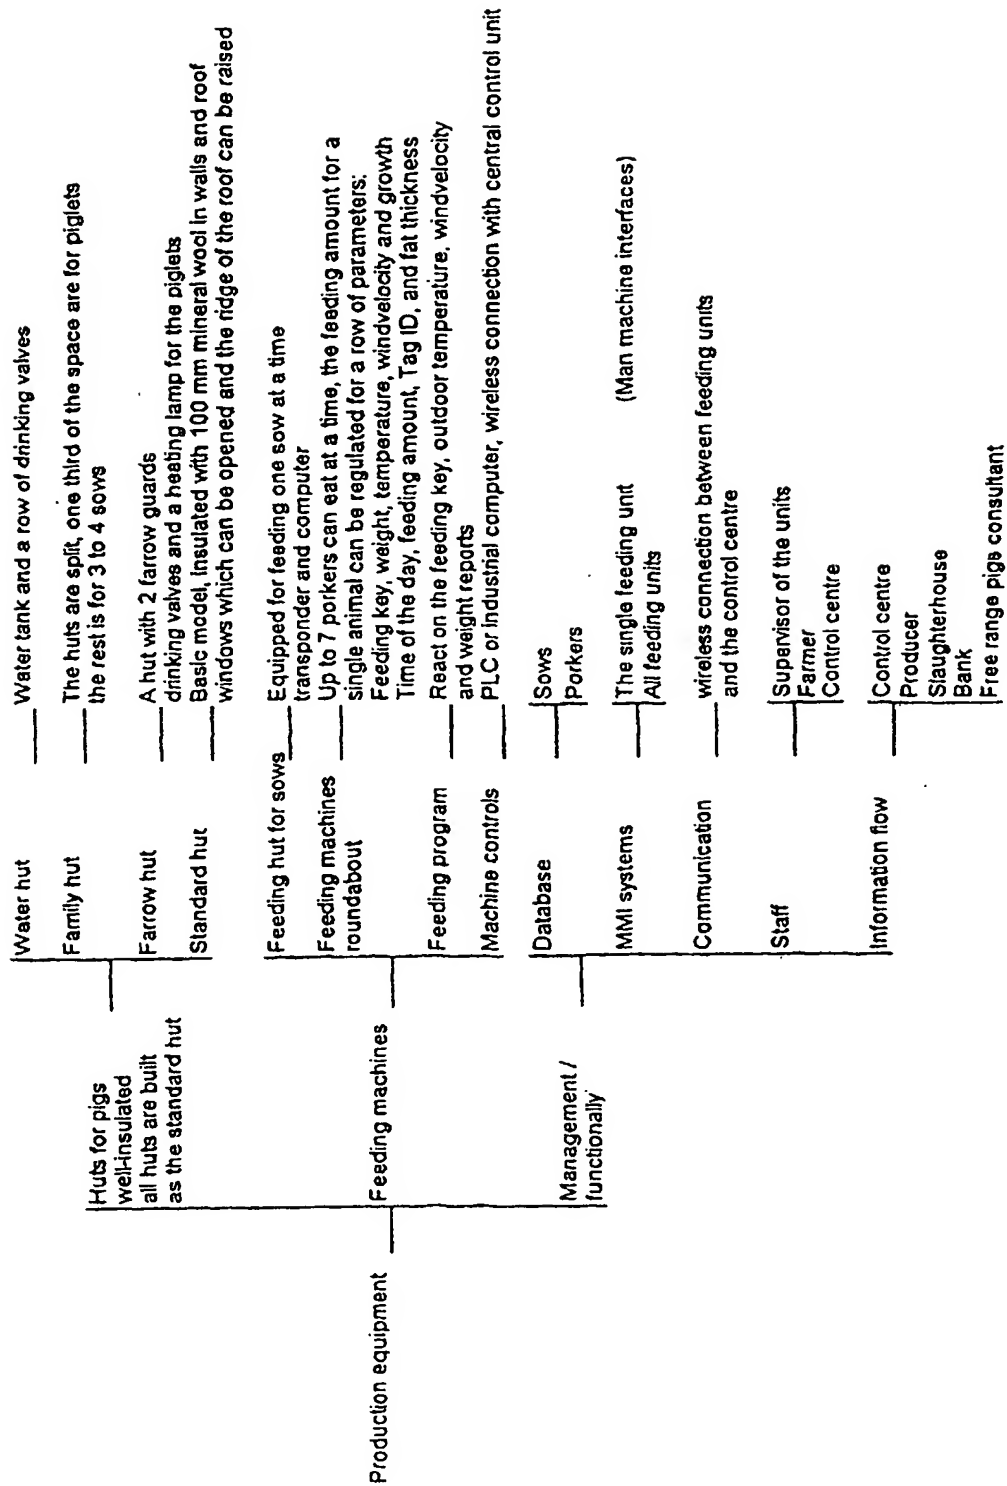 Production equipment
Huts for pigs
well-insulated
all huts are built
as the standard hut
Water hut
Water tank and a row of drinking valves
Family hut
The huts are split, one third of the space are for piglets
the rest is for 3 to 4 sows
Farrow hut
A hut with 2 farrow guards
drinking valves and a heeting lamp for the piglets
Standard hut
Basic model, insulated with 100 mm mineral wool in walls and roof
windows which can be opened and the ridge of the roof can be raised
Feeding machines
Feeding hut for sows
Equipped for feeding one sow at a time
transponder and computer
Feeding machines
roundabout
Up to 7 porkers can eat at a time, the feeding amount for a
single animal can be regulated for a row of parameters:
Feeding key, weight, temperature, windvelocity and growth
Time of the day, feeding amount, Tag ID, and fat thickness
Feeding program
React on the feeding key, outdoor temperature, windvelocity
and weight reports
Machine controls
PLC or Industrial computer, wireless connection with central control unit
Management /
functionally
Database
Sows
Porkers
MMI systems
The single feeding unit (Man machine interfaces)
All feeding units
Communication
wireless connection between feeding units
and the control centre
Staff
Supervisor of the units
Farmer
Control centre
Information flow
Control centre
Producer
Slaughterhouse
Bank
Free range pigs consultant